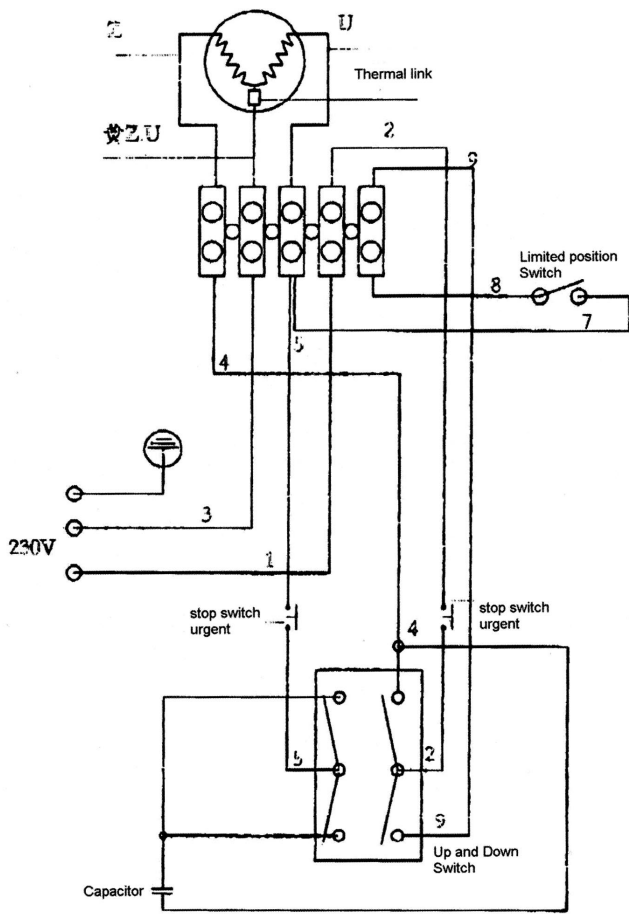 Z
U
Thermal link
Z.U
2
9
Limited position
Switch
8
7
5
4
3
230V
1
stop switch
urgent
stop switch
urgent
4
5
2
9
Up and Down
Switch
Capacitor